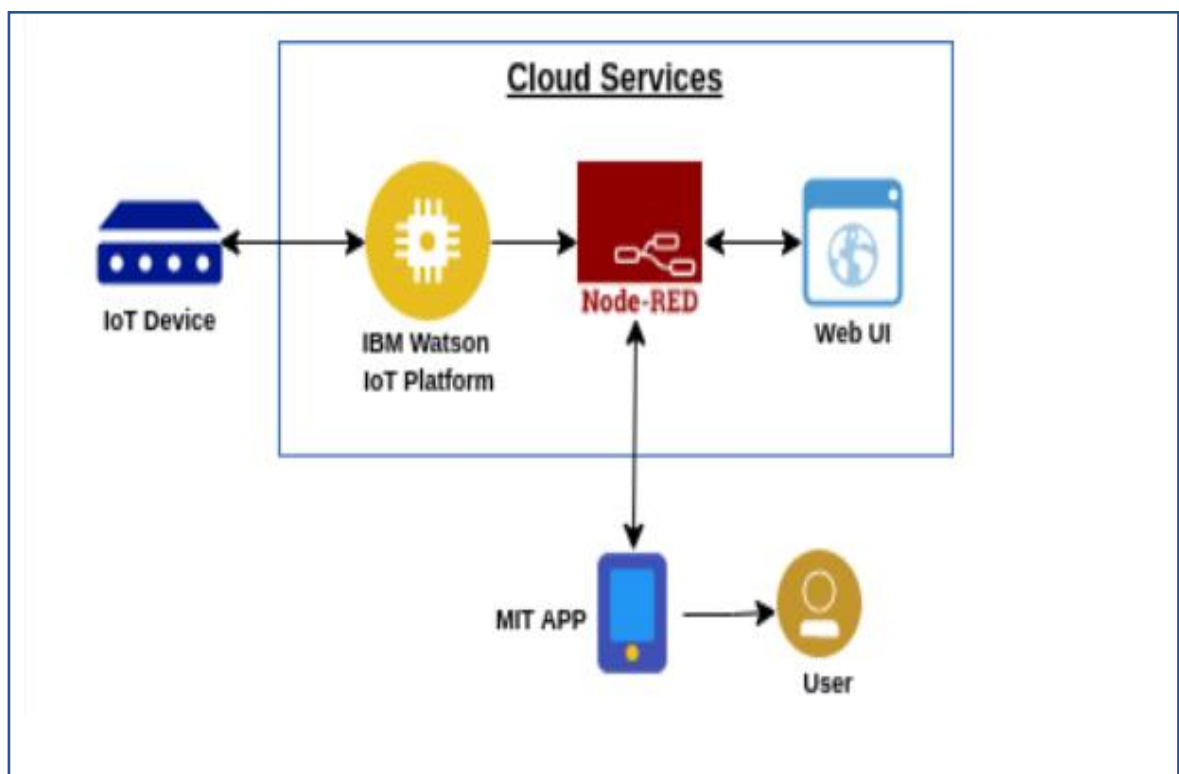 Cloud Services
IoT Device
IBM Watson
IoT Platform
Node-RED
Web UI
MIT APP
User